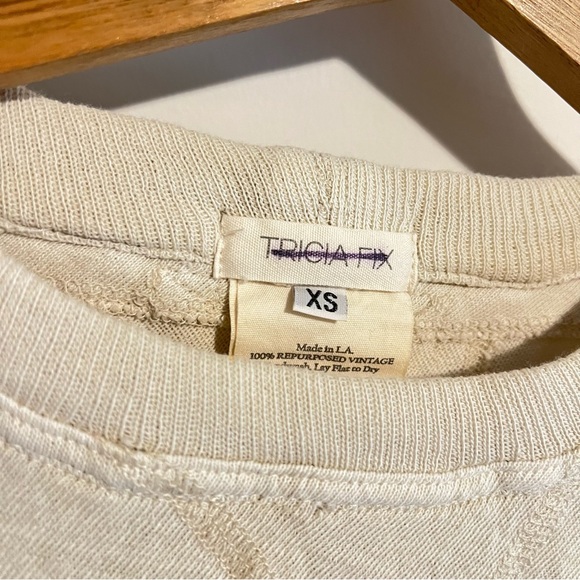 TRICIA FIX
XS
Made in L.A.
100% REPURPOSED VINTAGE
Lay Flat to Dry